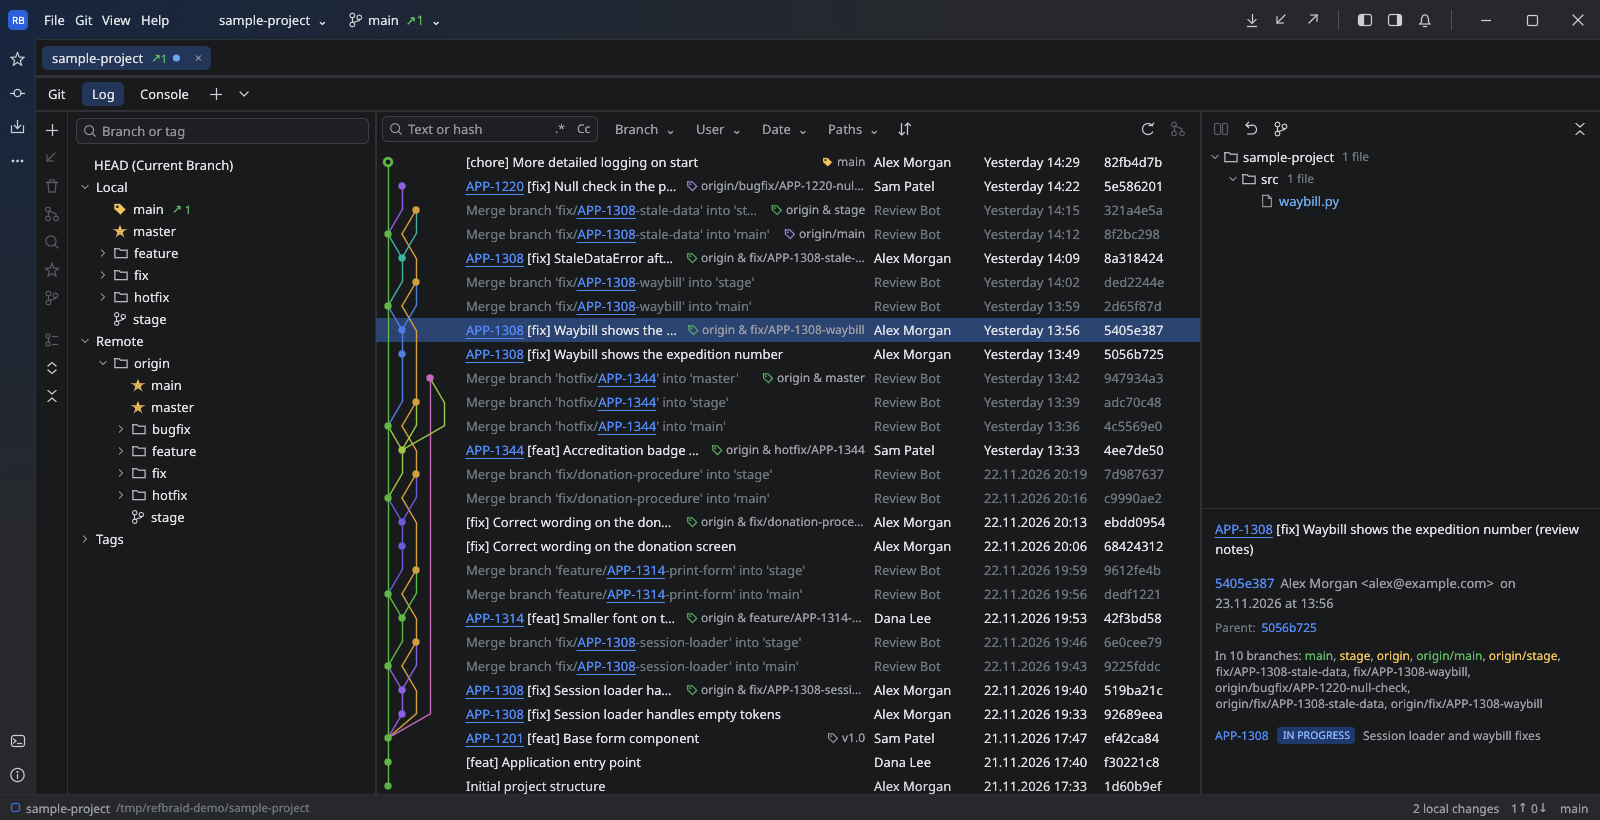 RB File Git View Help sample-project main ↗1
sample-project ↗1 ×
Git Log Console
Branch or tag
HEAD (Current Branch)
Local
main ↗1
master
feature
fix
hotfix
stage
Remote
origin
main
master
bugfix
feature
fix
hotfix
stage
Tags
Text or hash .* Cc Branch User Date Paths
[chore] More detailed logging on start main Alex Morgan Yesterday 14:29 82fb4d7b
APP-1220 [fix] Null check in the p... origin/bugfix/APP-1220-nul... Sam Patel Yesterday 14:22 5e586201
Merge branch 'fix/APP-1308-stale-data' into 'st... origin & stage Review Bot Yesterday 14:15 321a4e5a
Merge branch 'fix/APP-1308-stale-data' into 'main' origin/main Review Bot Yesterday 14:12 8f2bc298
APP-1308 [fix] StaleDataError aft... origin & fix/APP-1308-stale-... Alex Morgan Yesterday 14:09 8a318424
Merge branch 'fix/APP-1308-waybill' into 'stage' Review Bot Yesterday 14:02 ded2244e
Merge branch 'fix/APP-1308-waybill' into 'main' Review Bot Yesterday 13:59 2d65f87d
APP-1308 [fix] Waybill shows the ... origin & fix/APP-1308-waybill Alex Morgan Yesterday 13:56 5405e387
APP-1308 [fix] Waybill shows the expedition number Alex Morgan Yesterday 13:49 5056b725
Merge branch 'hotfix/APP-1344' into 'master' origin & master Review Bot Yesterday 13:42 947934a3
Merge branch 'hotfix/APP-1344' into 'stage' Review Bot Yesterday 13:39 adc70c48
Merge branch 'hotfix/APP-1344' into 'main' Review Bot Yesterday 13:36 4c5569e0
APP-1344 [feat] Accreditation badge ... origin & hotfix/APP-1344 Sam Patel Yesterday 13:33 4ee7de50
Merge branch 'fix/donation-procedure' into 'stage' Review Bot 22.11.2026 20:19 7d987637
Merge branch 'fix/donation-procedure' into 'main' Review Bot 22.11.2026 20:16 c9990ae2
[fix] Correct wording on the don... origin & fix/donation-proce... Alex Morgan 22.11.2026 20:13 ebdd0954
[fix] Correct wording on the donation screen Alex Morgan 22.11.2026 20:06 68424312
Merge branch 'feature/APP-1314-print-form' into 'stage' Review Bot 22.11.2026 19:59 9612fe4b
Merge branch 'feature/APP-1314-print-form' into 'main' Review Bot 22.11.2026 19:56 dedf1221
APP-1314 [feat] Smaller font on t... origin & feature/APP-1314-... Dana Lee 22.11.2026 19:53 42f3bd58
Merge branch 'fix/APP-1308-session-loader' into 'stage' Review Bot 22.11.2026 19:46 6e0cee79
Merge branch 'fix/APP-1308-session-loader' into 'main' Review Bot 22.11.2026 19:43 9225fddc
APP-1308 [fix] Session loader ha... origin & fix/APP-1308-sessi... Alex Morgan 22.11.2026 19:40 519ba21c
APP-1308 [fix] Session loader handles empty tokens Alex Morgan 22.11.2026 19:33 92689eea
APP-1201 [feat] Base form component v1.0 Sam Patel 21.11.2026 17:47 ef42ca84
[feat] Application entry point Dana Lee 21.11.2026 17:40 f30221c8
Initial project structure Alex Morgan 21.11.2026 17:33 1d60b9ef
sample-project 1 file
src 1 file
waybill.py
APP-1308 [fix] Waybill shows the expedition number (review
notes)
5405e387 Alex Morgan <alex@example.com> on
23.11.2026 at 13:56
Parent: 5056b725
In 10 branches: main, stage, origin, origin/main, origin/stage,
fix/APP-1308-stale-data, fix/APP-1308-waybill,
origin/bugfix/APP-1220-null-check,
origin/fix/APP-1308-stale-data, origin/fix/APP-1308-waybill
APP-1308 IN PROGRESS Session loader and waybill fixes
sample-project /tmp/refbraid-demo/sample-project 2 local changes 1↑ 0↓ main